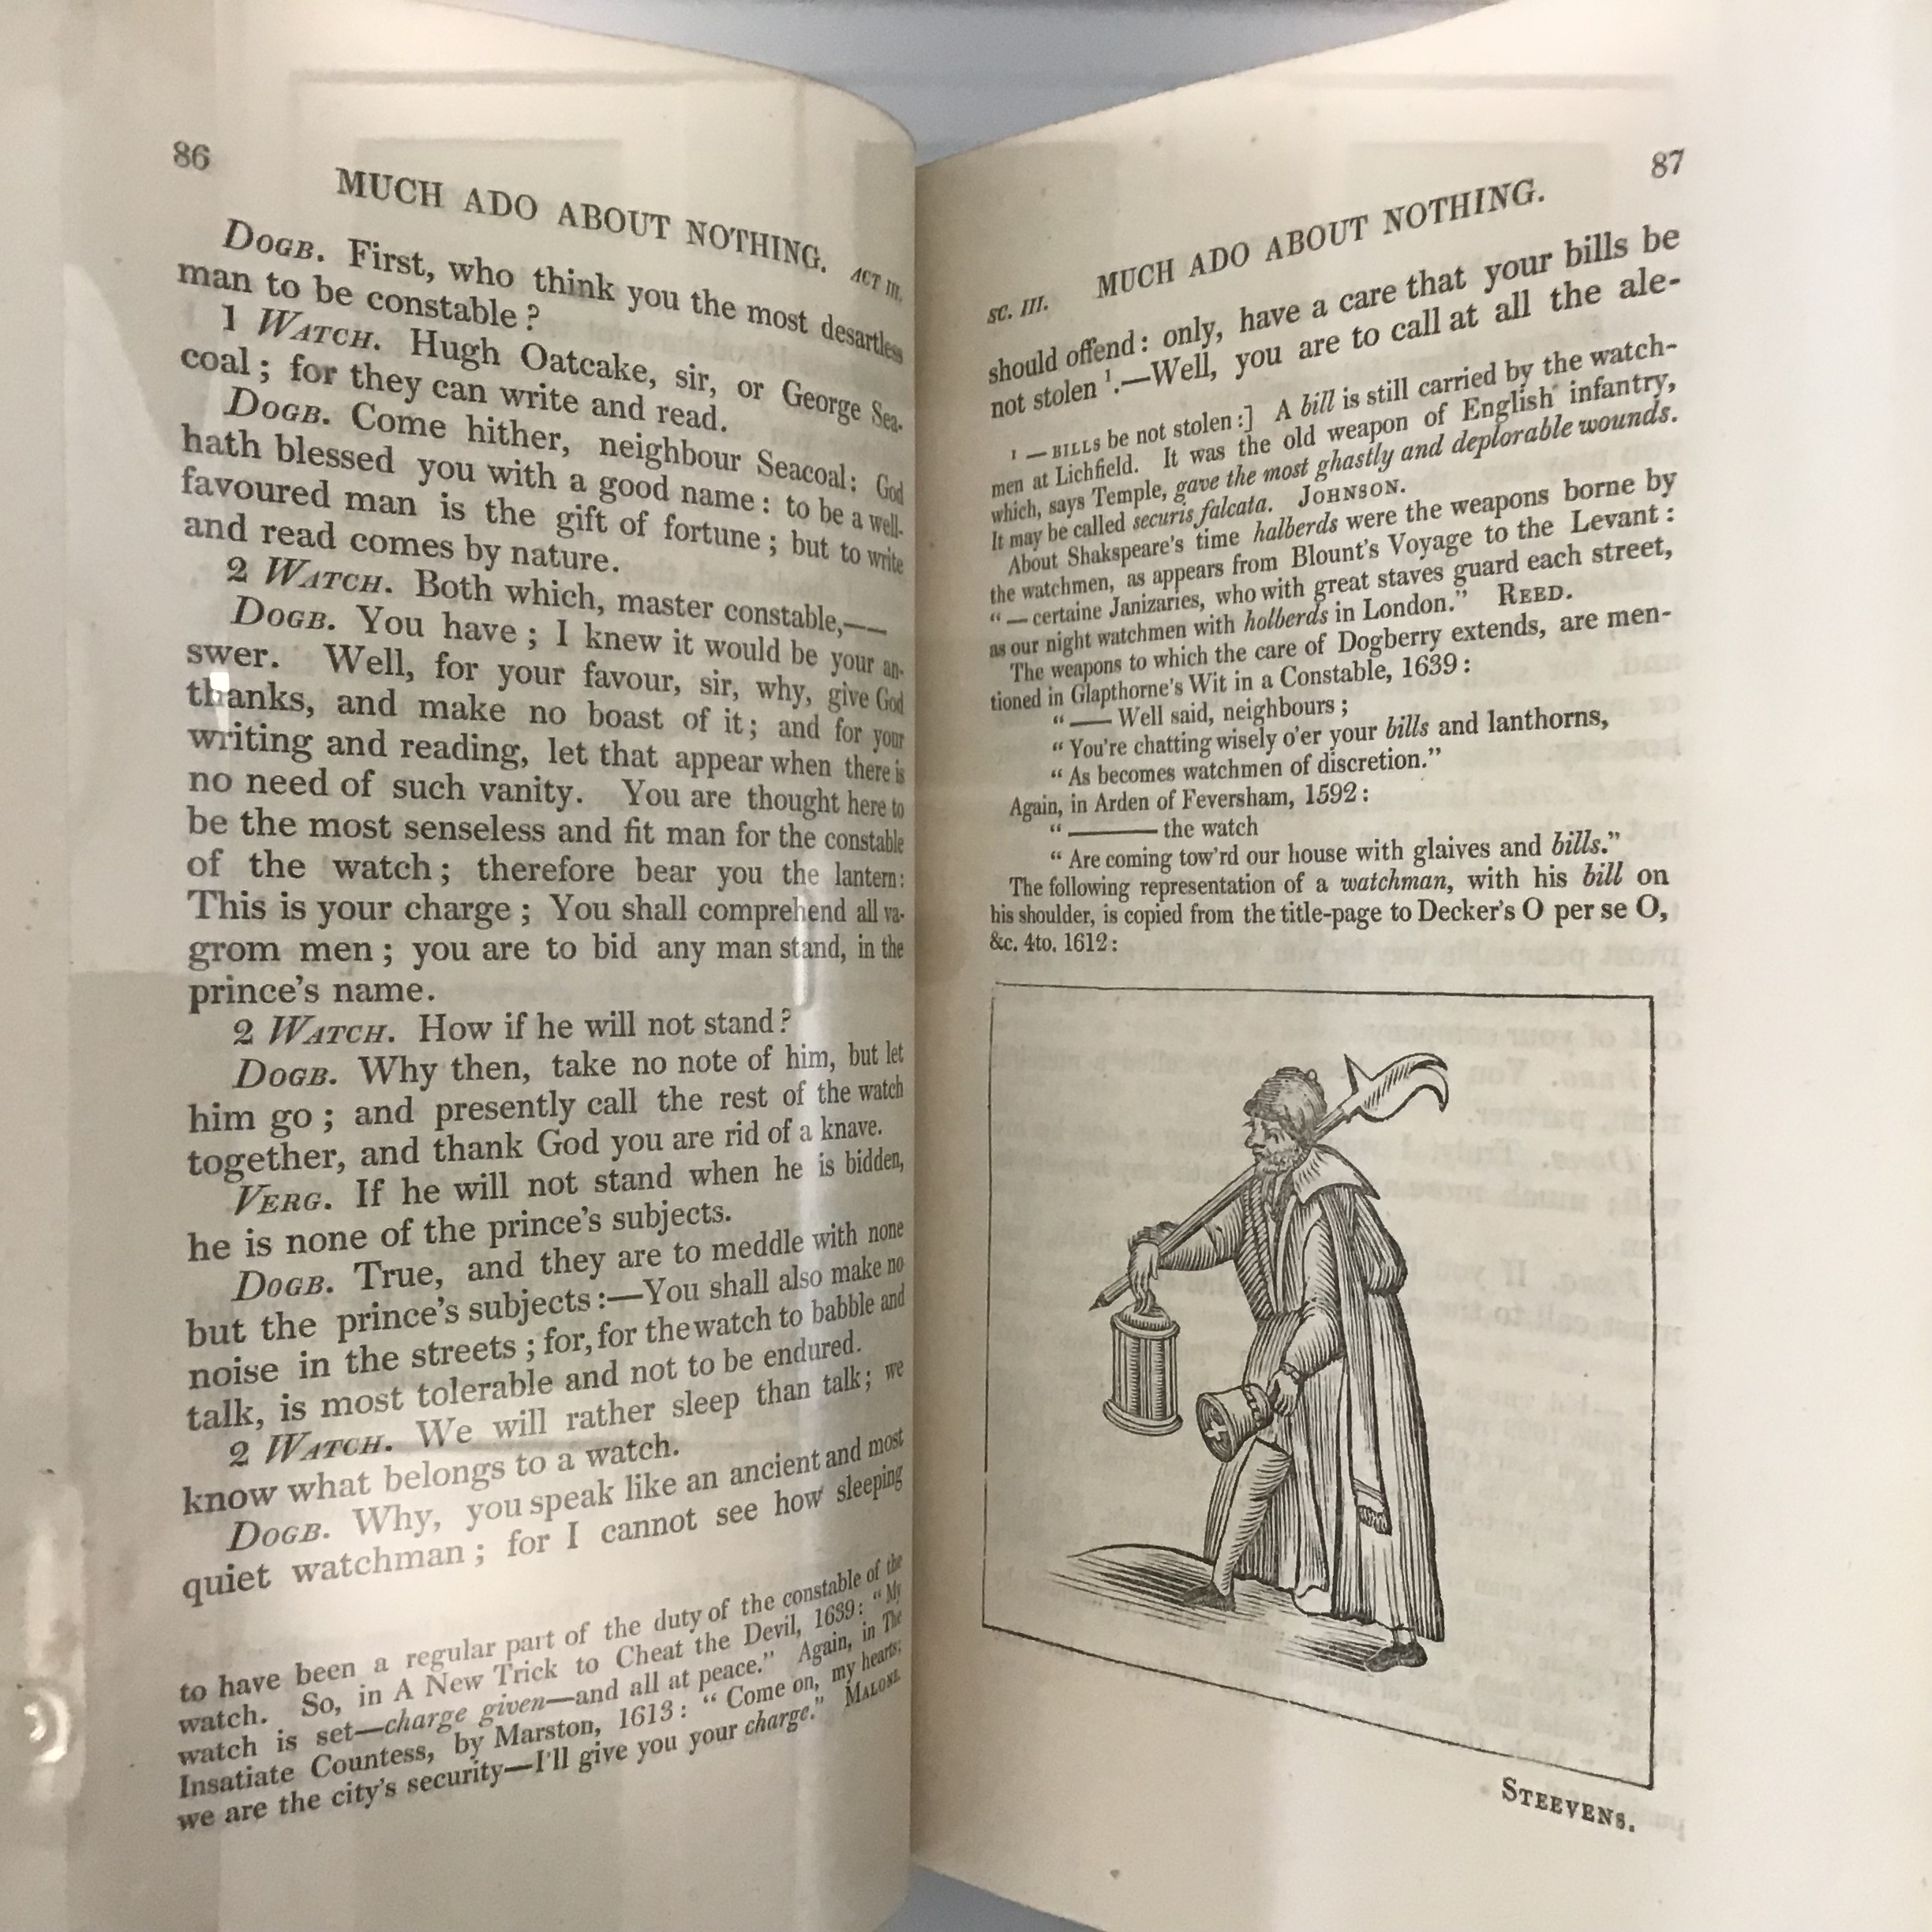 86
MUCH ADO ABOUT NOTHING. ACT III.
DOGB. First, who think you the most desartless
man to be constable?
1 WATCH. Hugh Oatcake, sir, or George Sea-
coal; for they can write and read.
DOGB. Come hither, neighbour Seacoal: God
hath blessed you with a good name: to be a well-
favoured man is the gift of fortune; but to write
and read comes by nature.
2 WATCH. Both which, master constable,——
DOGB. You have; I knew it would be your an-
swer. Well, for your favour, sir, why, give God
thanks, and make no boast of it; and for your
writing and reading, let that appear when there is
no need of such vanity. You are thought here to
be the most senseless and fit man for the constable
of the watch; therefore bear you the lantern:
This is your charge; You shall comprehend all va-
grom men; you are to bid any man stand, in the
prince's name.
2 WATCH. How if he will not stand?
DOGB. Why then, take no note of him, but let
him go; and presently call the rest of the watch
together, and thank God you are rid of a knave.
VERG. If he will not stand when he is bidden,
he is none of the prince's subjects.
DOGB. True, and they are to meddle with none
but the prince's subjects:—You shall also make no
noise in the streets; for, for the watch to babble and
talk, is most tolerable and not to be endured.
2 WATCH. We will rather sleep than talk; we
know what belongs to a watch.
DOGB. Why, you speak like an ancient and most
quiet watchman; for I cannot see how sleeping
to have been a regular part of the duty of the constable of the
watch. So, in A New Trick to Cheat the Devil, 1639: "My
watch is set—charge given—and all at peace." Again, in The
Insatiate Countess, by Marston, 1613: "Come on, my hearts;
we are the city's security—I'll give you your charge." MALONE.
87
SC. III. MUCH ADO ABOUT NOTHING.
should offend: only, have a care that your bills be
not stolen ¹.—Well, you are to call at all the ale-
¹ — BILLS be not stolen:] A bill is still carried by the watch-
men at Lichfield. It was the old weapon of English infantry,
which, says Temple, gave the most ghastly and deplorable wounds.
It may be called securis falcata. JOHNSON.
About Shakspeare's time halberds were the weapons borne by
the watchmen, as appears from Blount's Voyage to the Levant:
"— certaine Janizaries, who with great staves guard each street,
as our night watchmen with holberds in London." REED.
The weapons to which the care of Dogberry extends, are men-
tioned in Glapthorne's Wit in a Constable, 1639:
"—— Well said, neighbours;
"You're chatting wisely o'er your bills and lanthorns,
"As becomes watchmen of discretion."
Again, in Arden of Feversham, 1592:
"——— the watch
"Are coming tow'rd our house with glaives and bills."
The following representation of a watchman, with his bill on
his shoulder, is copied from the title-page to Decker's O per se O,
&c. 4to. 1612:
STEEVENS.